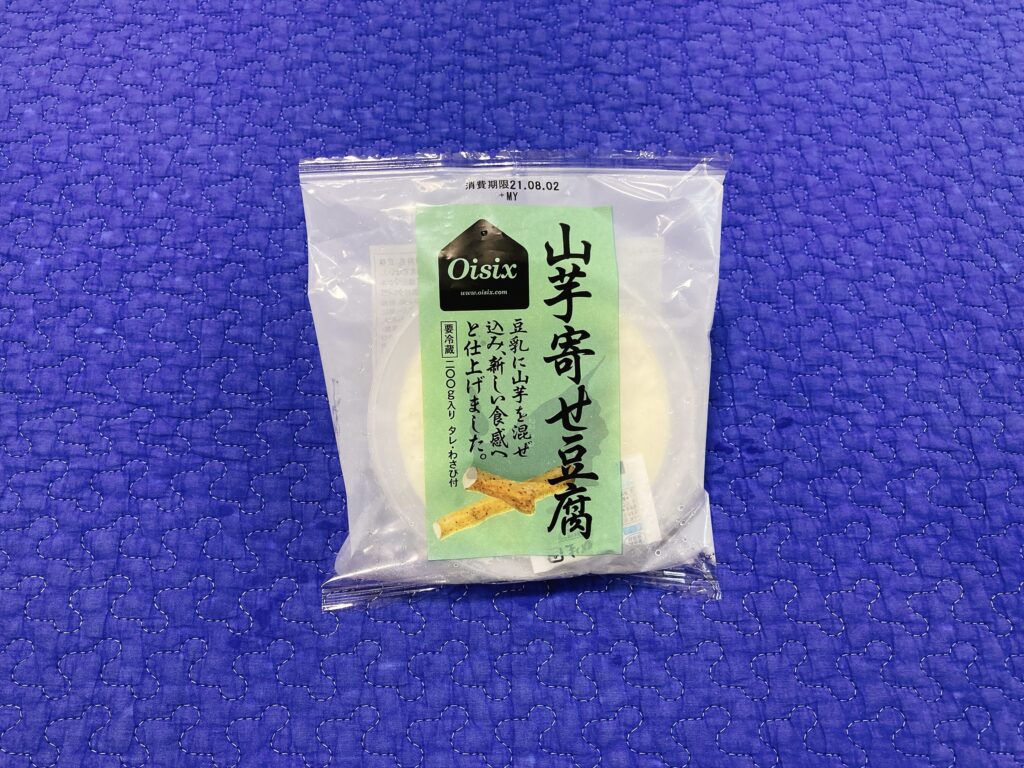 消費期限21.08.02
+MY
Oisix
www.oisix.com
山芋寄せ豆腐
豆乳に山芋を混ぜ
込み、新しい食感へ
と仕上げました。
要冷蔵 二〇〇g入り タレ・わさび付